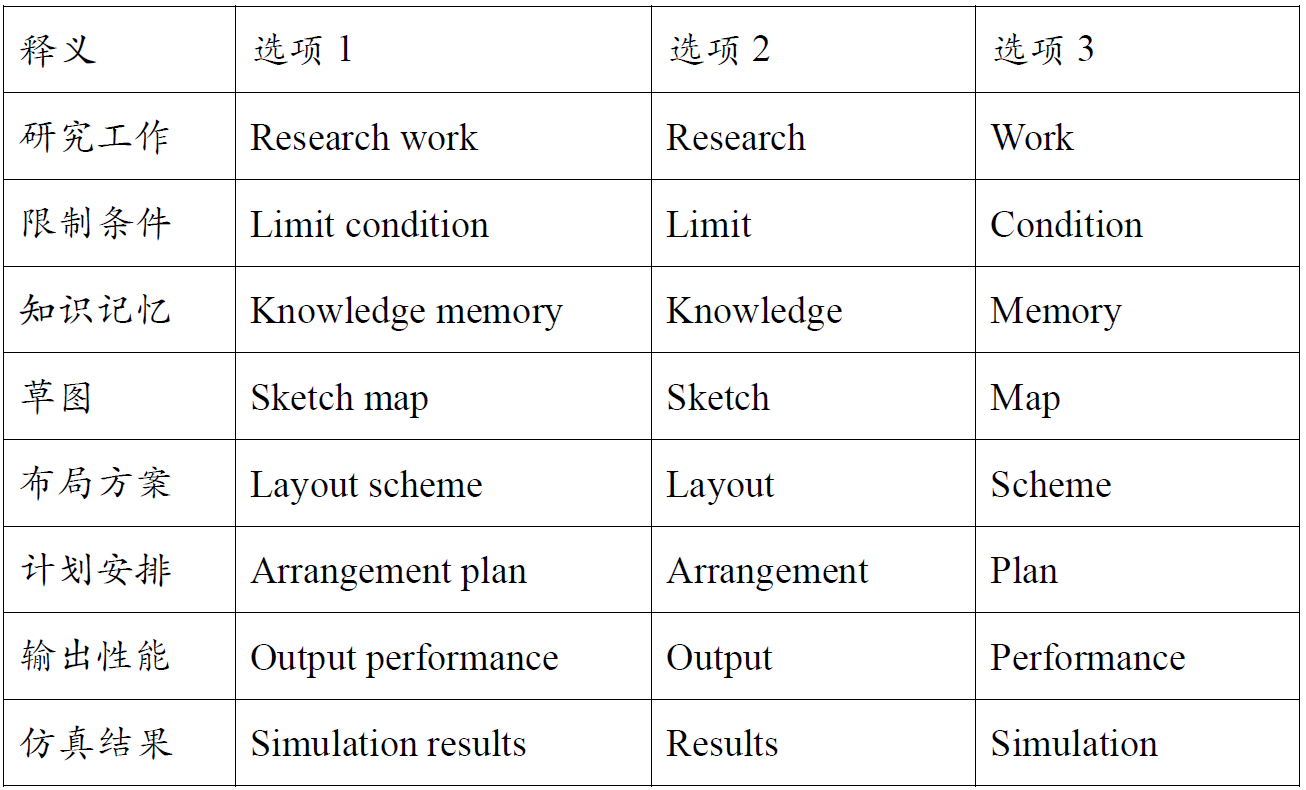 释义 选项 1 选项 2 选项 3
研究工作 Research work Research Work
限制条件 Limit condition Limit Condition
知识记忆 Knowledge memory Knowledge Memory
草图 Sketch map Sketch Map
布局方案 Layout scheme Layout Scheme
计划安排 Arrangement plan Arrangement Plan
输出性能 Output performance Output Performance
仿真结果 Simulation results Results Simulation